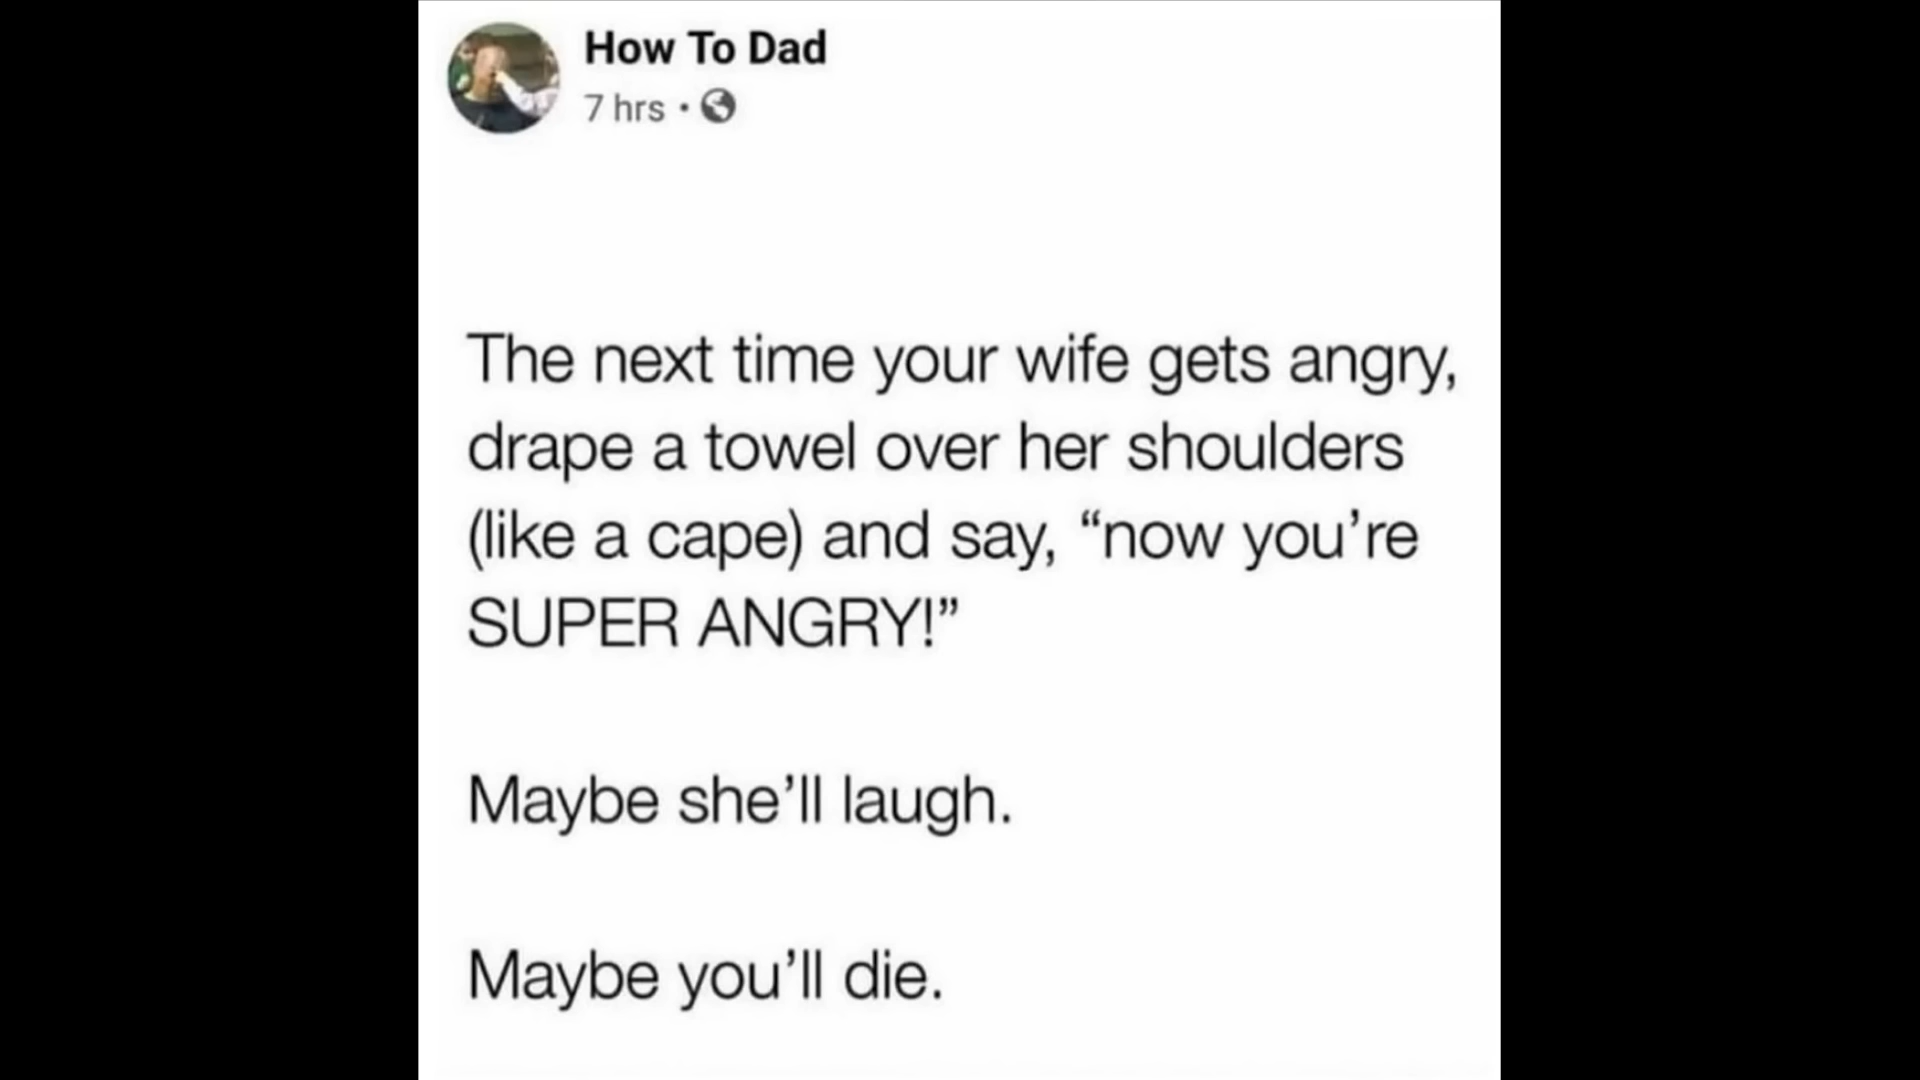 How To Dad
7 hrs •
The next time your wife gets angry,
drape a towel over her shoulders
(like a cape) and say, “now you’re
SUPER ANGRY!”
Maybe she’ll laugh.
Maybe you’ll die.